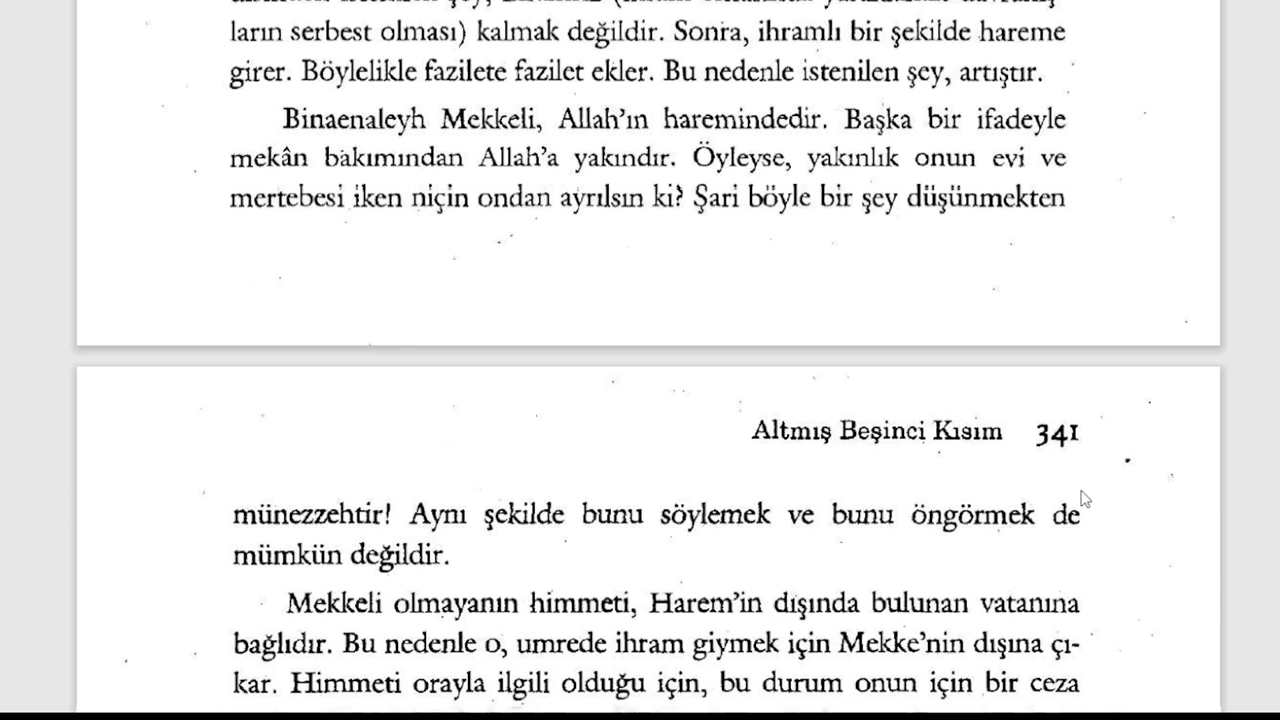 ların serbest olması) kalmak değildir. Sonra, ihramlı bir şekilde hareme
girer. Böylelikle fazilete fazilet ekler. Bu nedenle istenilen şey, artıştır.
Binaenaleyh Mekkeli, Allah’ın haremindedir. Başka bir ifadeyle
mekân bakımından Allah’a yakındır. Öyleyse, yakınlık onun evi ve
mertebesi iken niçin ondan ayrılsın ki? Şari böyle bir şey düşünmekten
Altmış Beşinci Kısım 341
münezzehtir! Aynı şekilde bunu söylemek ve bunu öngörmek de
mümkün değildir.
Mekkeli olmayanın himmeti, Harem’in dışında bulunan vatanına
bağlıdır. Bu nedenle o, umrede ihram giymek için Mekke’nin dışına çı-
kar. Himmeti orayla ilgili olduğu için, bu durum onun için bir ceza